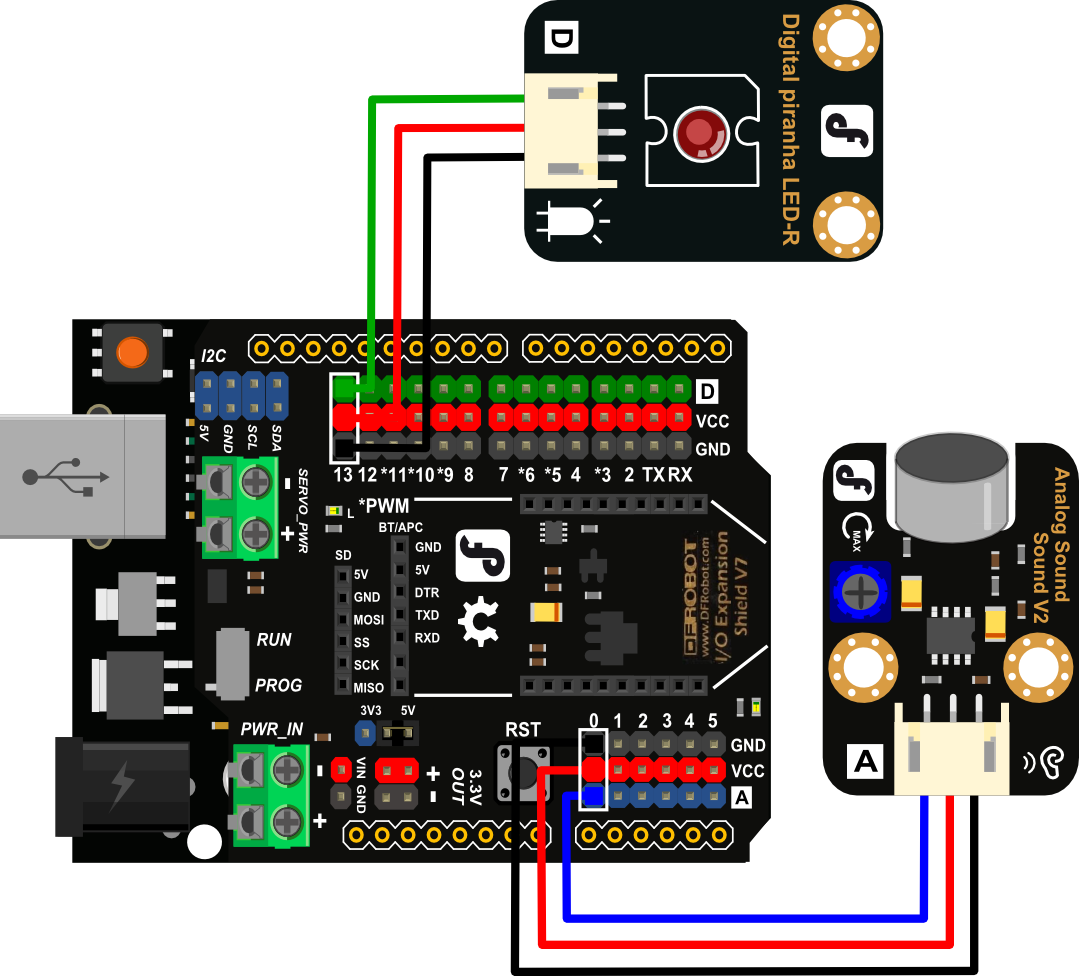 D
Digital piranha LED-R
I2C
5V
GND
SCL
SDA
D
VCC
GND
13 12 *11 *10 *9 8 7 *6 *5 4 *3 2 TX RX
SERVO_PWR
-
+
L
*PWM
BT/APC
GND
5V
DTR
TXD
RXD
SD
5V
GND
MOSI
SS
SCK
MISO
DFROBOT
www.DFRobot.com
I/O Expansion
Shield V7
RUN
PROG
3V3
5V
PWR_IN
-
+
VIN GND
+
-
3.3V
OUT
RST
0 1 2 3 4 5
GND
VCC
A
Analog Sound
Sound V2
MAX
A